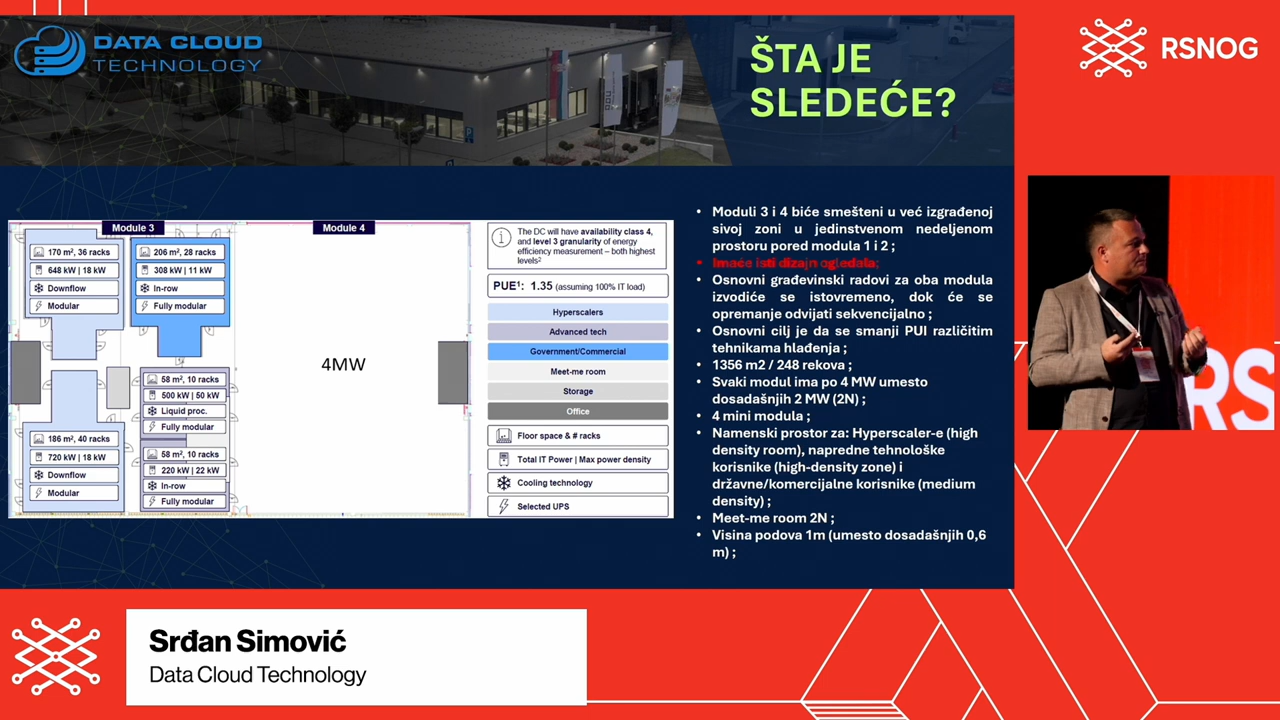 DATA CLOUD
TECHNOLOGY
ŠTA JE
SLEDEĆE?
RSNOG
Module 3
Module 4
170 m², 36 racks
648 kW | 18 kW
Downflow
Modular
206 m², 28 racks
308 kW | 11 kW
In-row
Fully modular
186 m², 40 racks
720 kW | 18 kW
Downflow
Modular
58 m², 10 racks
500 kW | 50 kW
Liquid proc.
Fully modular
58 m², 10 racks
220 kW | 22 kW
In-row
Fully modular
4MW
The DC will have availability class 4,
and level 3 granularity of energy
efficiency measurement – both highest
levels²
PUE¹: 1.35 (assuming 100% IT load)
Hyperscalers
Advanced tech
Government/Commercial
Meet-me room
Storage
Office
Floor space & # racks
Total IT Power | Max power density
Cooling technology
Selected UPS
• Moduli 3 i 4 biće smešteni u već izgrađenoj
sivoj zoni u jedinstvenom nedeljenom
prostoru pored modula 1 i 2 ;
• Imaće isti dizajn ogledala;
• Osnovni građevinski radovi za oba modula
izvodiće se istovremeno, dok će se
opremanje odvijati sekvencijalno ;
• Osnovni cilj je da se smanji PUI različitim
tehnikama hlađenja ;
• 1356 m2 / 248 rekova ;
• Svaki modul ima po 4 MW umesto
dosadašnjih 2 MW (2N) ;
• 4 mini modula ;
• Namenski prostor za: Hyperscaler-e (high
density room), napredne tehnološke
korisnike (high-density zone) i
državne/komercijalne korisnike (medium
density) ;
• Meet-me room 2N ;
• Visina podova 1m (umesto dosadašnjih 0,6
m) ;
RS
Srđan Simović
Data Cloud Technology